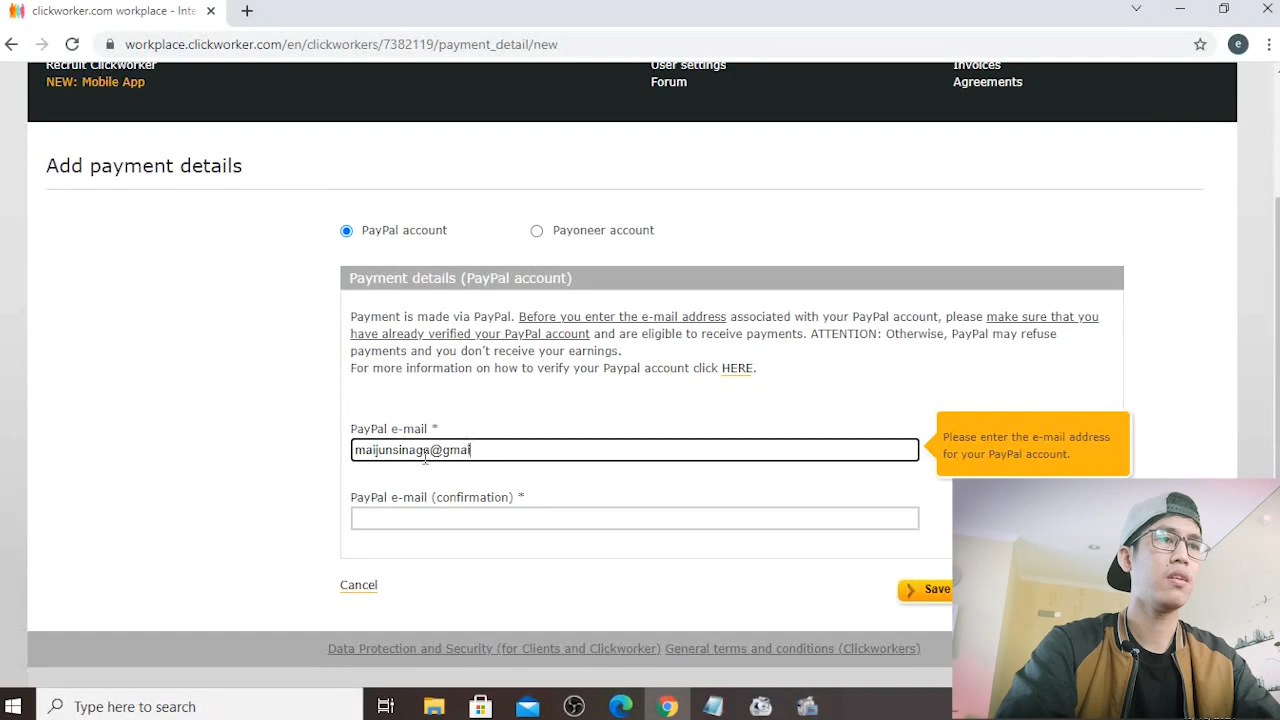 clickworker.com workplace - Inte
workplace.clickworker.com/en/clickworkers/7382119/payment_detail/new
e
Recruit Clickworker
User settings
Invoices
NEW: Mobile App
Forum
Agreements
Add payment details
PayPal account
Payoneer account
Payment details (PayPal account)
Payment is made via PayPal. Before you enter the e-mail address associated with your PayPal account, please make sure that you
have already verified your PayPal account and are eligible to receive payments. ATTENTION: Otherwise, PayPal may refuse
payments and you don't receive your earnings.
For more information on how to verify your Paypal account click HERE.
PayPal e-mail *
maijunsinaga@gmai
Please enter the e-mail address
for your PayPal account.
PayPal e-mail (confirmation) *
Cancel
Save
Data Protection and Security (for Clients and Clickworker)
General terms and conditions (Clickworkers)
Type here to search